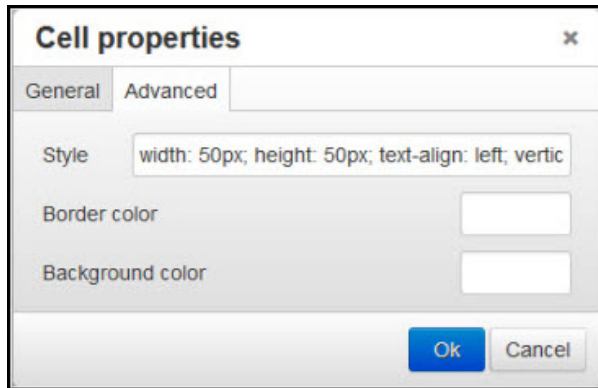 Cell properties ×
General Advanced
Style width: 50px; height: 50px; text-align: left; vertic
Border color
Background color
Ok Cancel